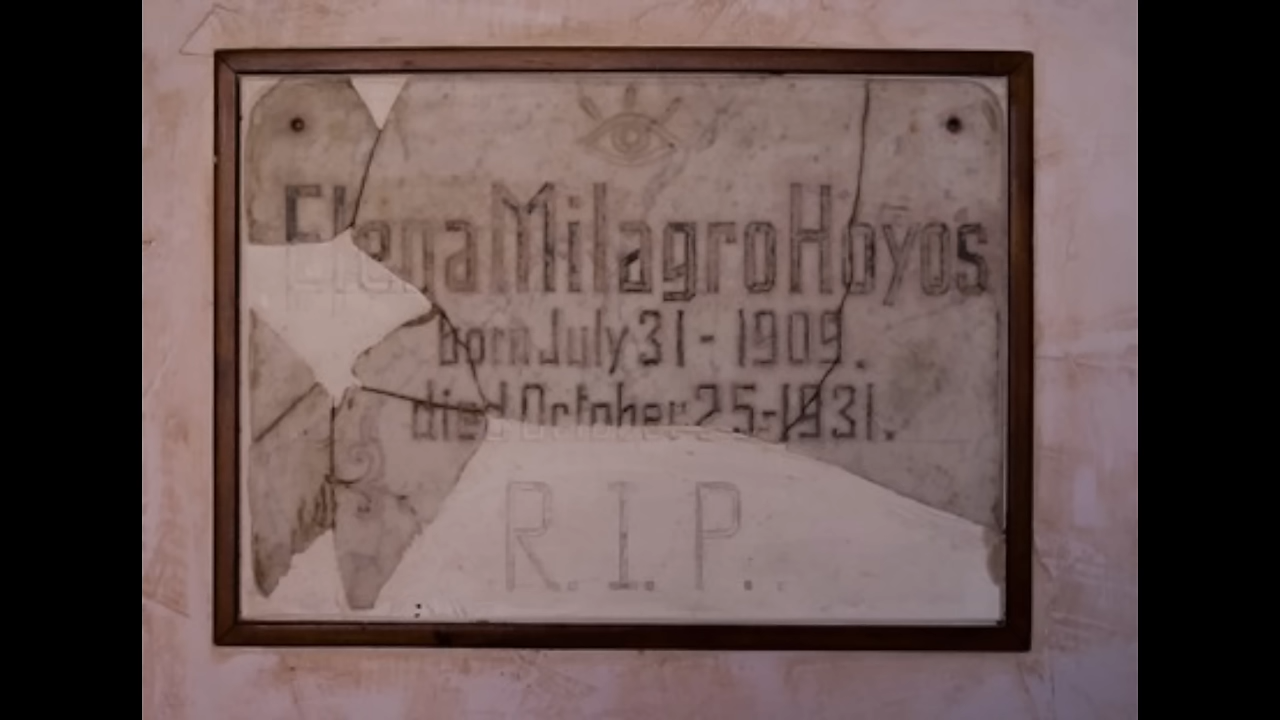 Elena Milagro Hoyos
born July 31 - 1909.
died October 25-1931.
R.I.P.